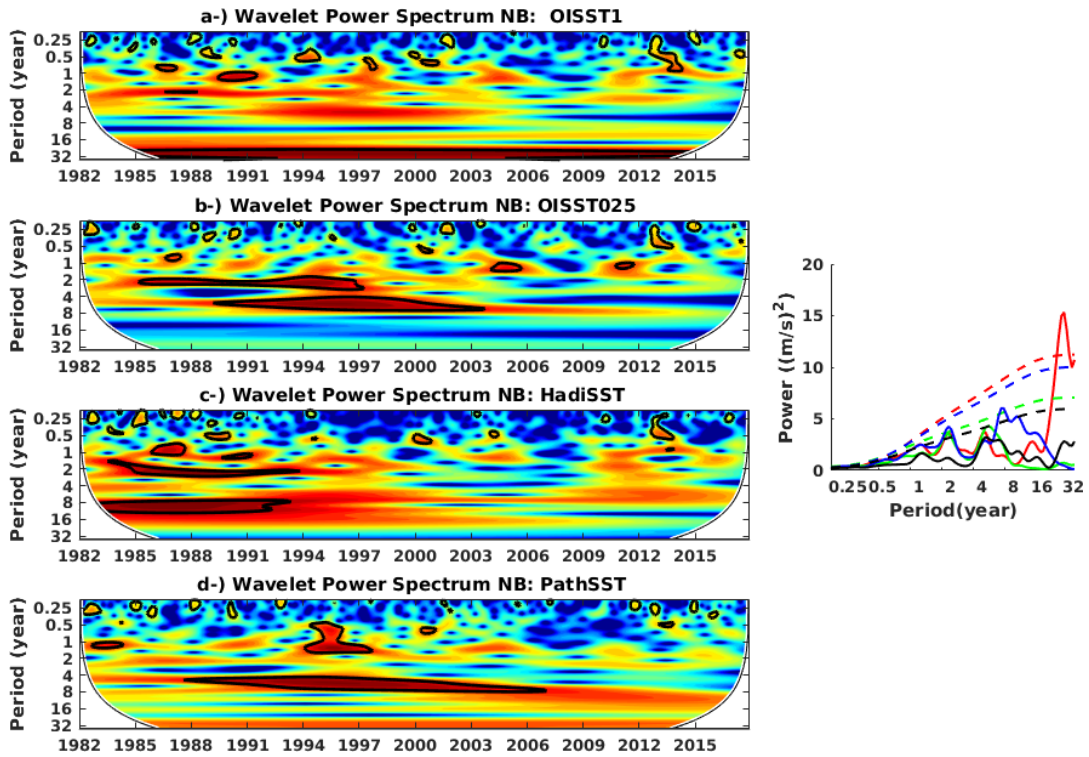 a-) Wavelet Power Spectrum NB:  OISST1
Period (year)
0.25
0.5
1
2
4
8
16
32
1982 1985 1988 1991 1994 1997 2000 2003 2006 2009 2012 2015
b-) Wavelet Power Spectrum NB: OISST025
Period (year)
0.25
0.5
1
2
4
8
16
32
1982 1985 1988 1991 1994 1997 2000 2003 2006 2009 2012 2015
c-) Wavelet Power Spectrum NB: HadiSST
Period (year)
0.25
0.5
1
2
4
8
16
32
1982 1985 1988 1991 1994 1997 2000 2003 2006 2009 2012 2015
d-) Wavelet Power Spectrum NB: PathSST
Period (year)
0.25
0.5
1
2
4
8
16
32
1982 1985 1988 1991 1994 1997 2000 2003 2006 2009 2012 2015
Power ((m/s)²)
20
15
10
5
0
0.25 0.5 1 2 4 8 16 32
Period(year)